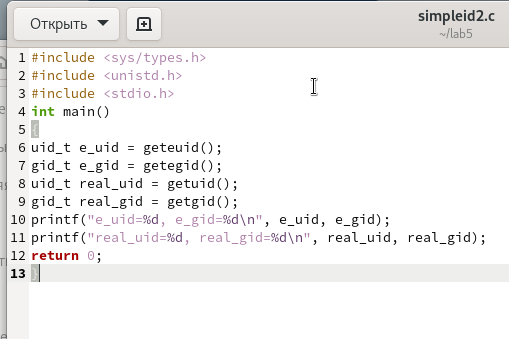 Открыть
simpleid2.c
~/lab5
1 #include <sys/types.h>
2 #include <unistd.h>
3 #include <stdio.h>
4 int main()
5 {
6 uid_t e_uid = geteuid();
7 gid_t e_gid = getegid();
8 uid_t real_uid = getuid();
9 gid_t real_gid = getgid();
10 printf("e_uid=%d, e_gid=%d\n", e_uid, e_gid);
11 printf("real_uid=%d, real_gid=%d\n", real_uid, real_gid);
12 return 0;
13 }